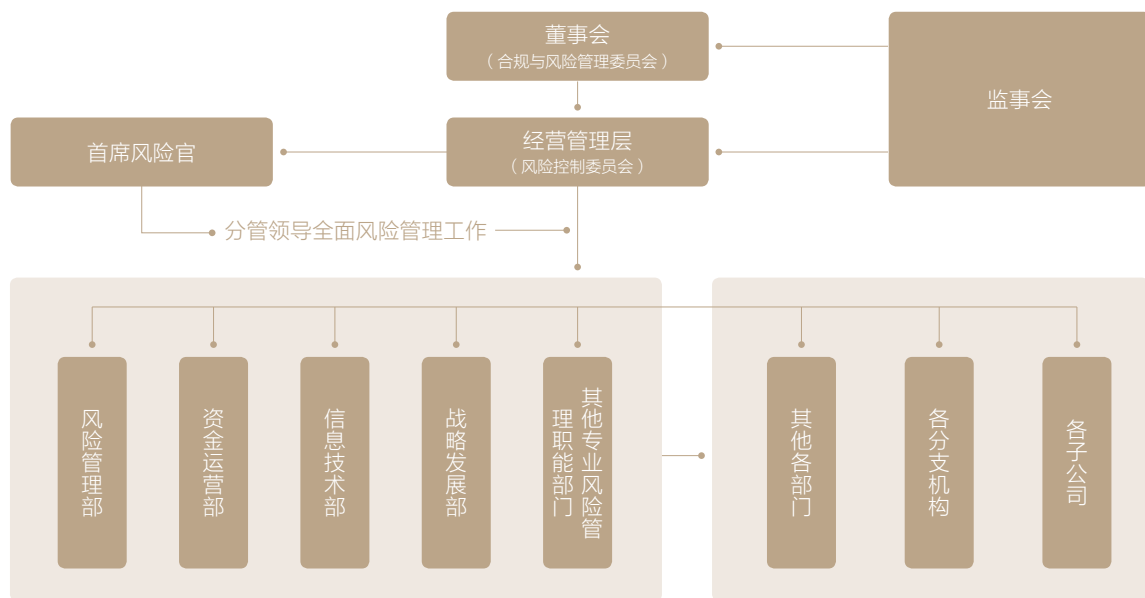 董事会
（合规与风险管理委员会）
监事会
首席风险官
经营管理层
（风险控制委员会）
分管领导全面风险管理工作
风险管理部
资金运营部
信息技术部
战略发展部
其他专业风险管
理职能部门
其他各部门
各分支机构
各子公司